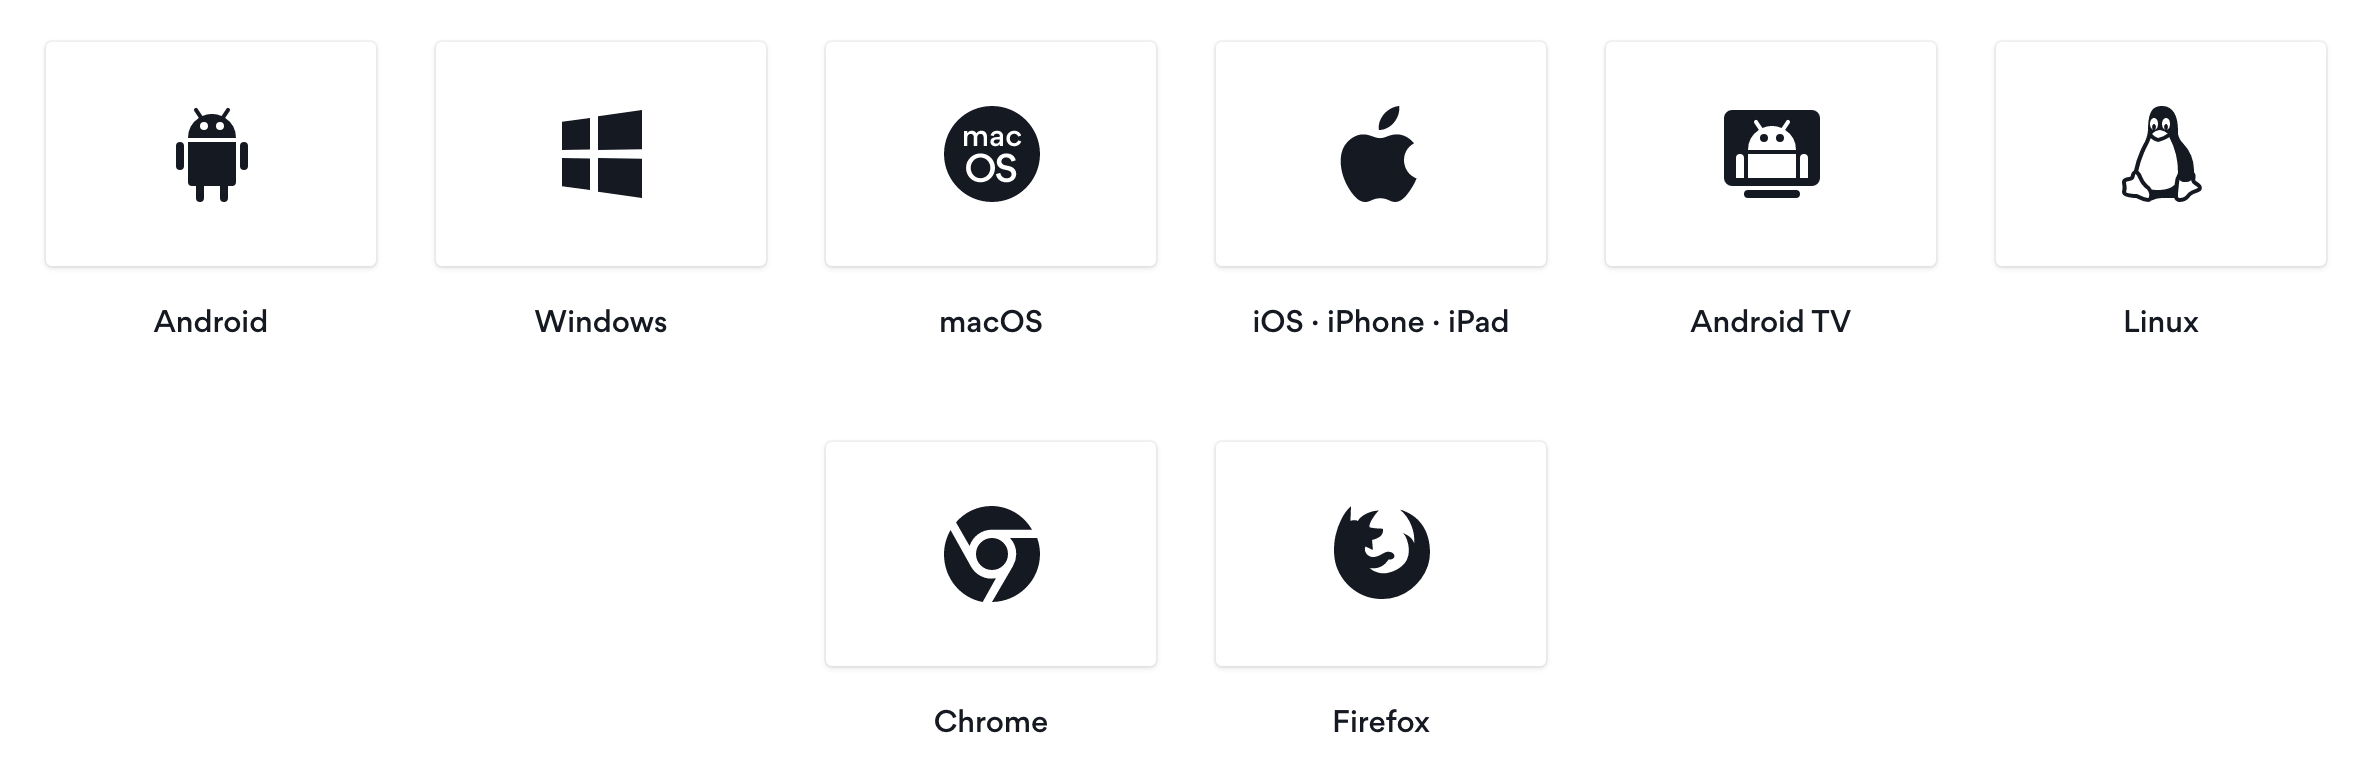 mac
OS
Android
Windows
macOS
iOS · iPhone · iPad
Android TV
Linux
Chrome
Firefox